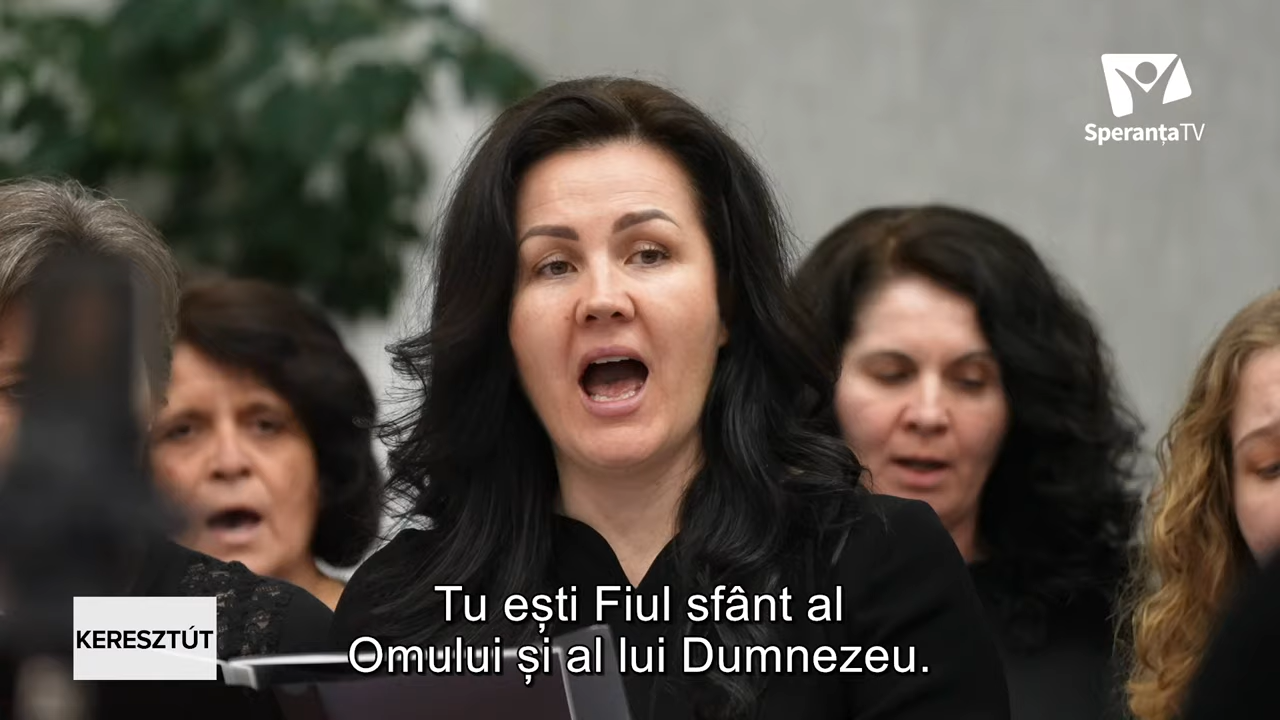 SperanțaTV
KERESZTÚT
Tu ești Fiul sfânt al
Omului și al lui Dumnezeu.